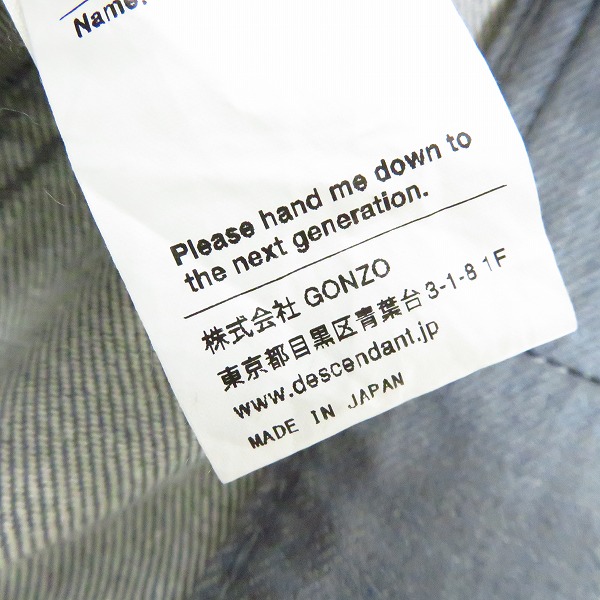 Name:
Please hand me down to
the next generation.
株式会社 GONZO
東京都目黒区青葉台3-1-8 1F
www.descendant.jp
MADE IN JAPAN